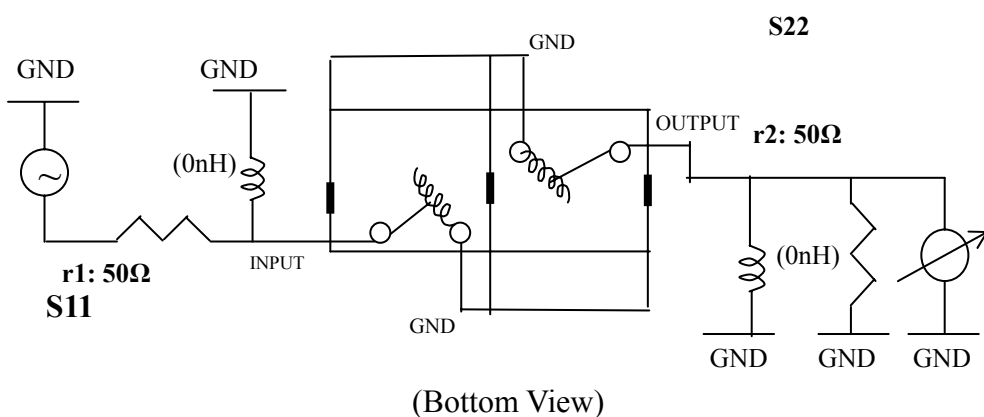 S22
GND
GND
GND
OUTPUT
r2: 50Ω
(0nH)
(0nH)
INPUT
r1: 50Ω
S11
GND
GND
GND
GND
(Bottom View)